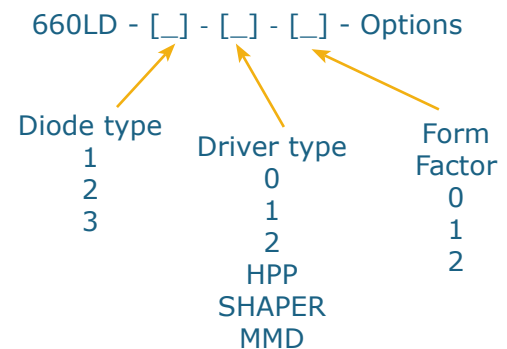 660LD - [_] - [_] - [_] - Options
Diode type
1
2
3
Driver type
0
1
2
HPP
SHAPER
MMD
Form
Factor
0
1
2